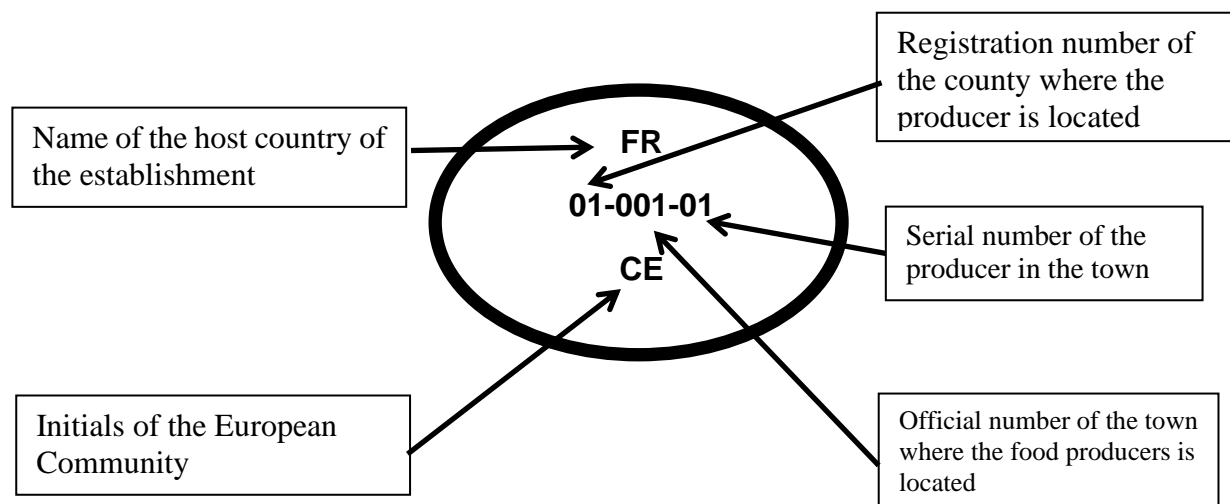 Registration number of
the county where the
producer is located
Name of the host country of
the establishment
FR
01-001-01
CE
Serial number of the
producer in the town
Initials of the European
Community
Official number of the town
where the food producers is
located